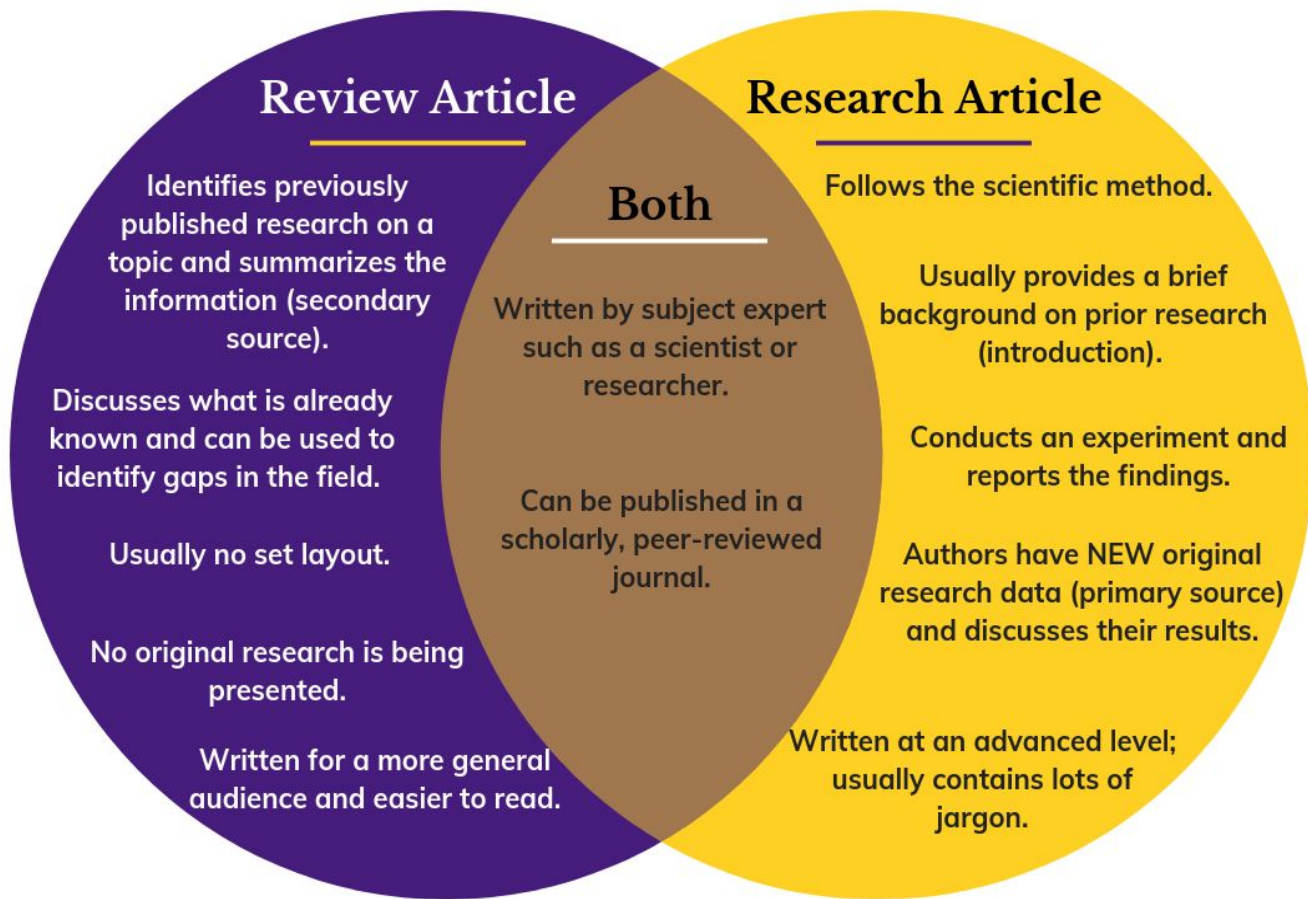 Review Article
Identifies previously
published research on a
topic and summarizes the
information (secondary
source).
Discusses what is already
known and can be used to
identify gaps in the field.
Usually no set layout.
No original research is being
presented.
Written for a more general
audience and easier to read.
Both
Written by subject expert
such as a scientist or
researcher.
Can be published in a
scholarly, peer-reviewed
journal.
Research Article
Follows the scientific method.
Usually provides a brief
background on prior research
(introduction).
Conducts an experiment and
reports the findings.
Authors have NEW original
research data (primary source)
and discusses their results.
Written at an advanced level;
usually contains lots of
jargon.